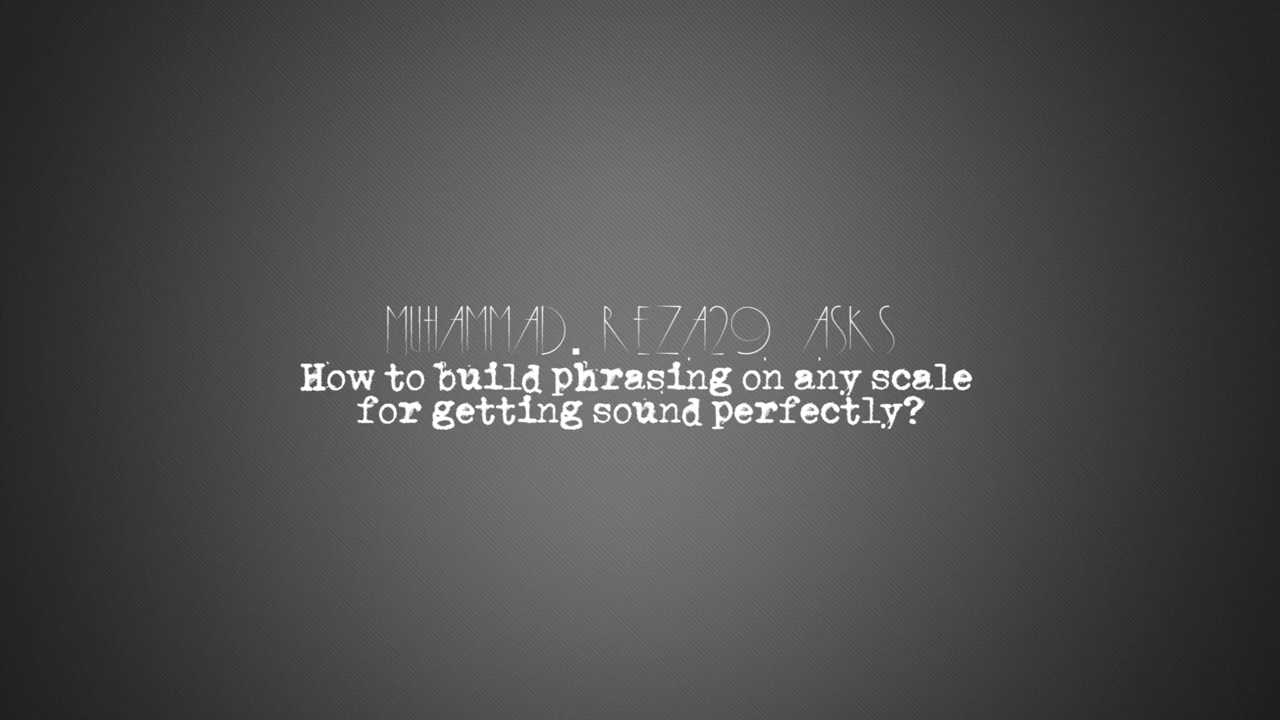 MUHAMMAD. REZA29 ASKS
How to build phrasing on any scale
for getting sound perfectly?